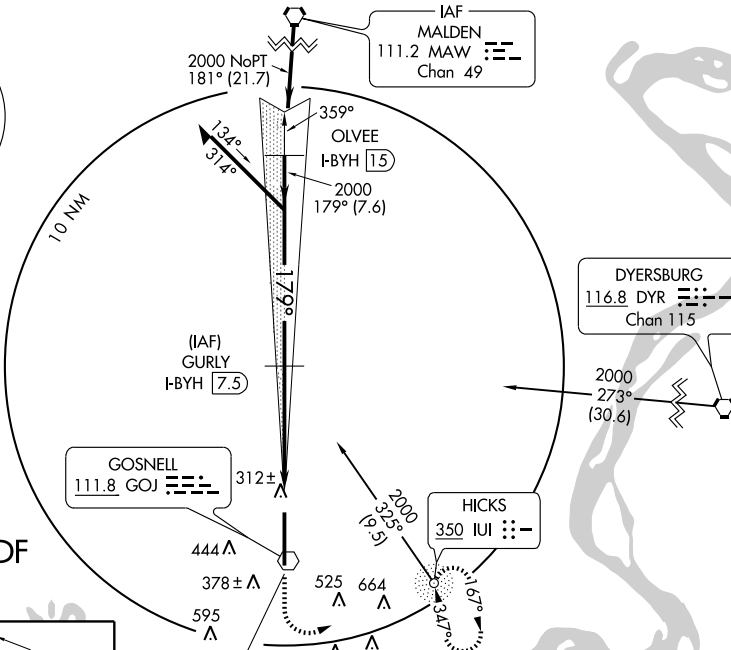 IAF
MALDEN
111.2 MAW
Chan 49
2000 NoPT
181° (21.7)
359°
134°
314°
OLVEE
I-BYH 15
2000
179° (7.6)
10 NM
179°
DYERSBURG
116.8 DYR
Chan 115
(IAF)
GURLY
I-BYH 7.5
2000
273°
(30.6)
GOSNELL
111.8 GOJ
312±
2000
325°
(9.5)
HICKS
350 IUI
444
DF
378±
525
664
167°
347°
595